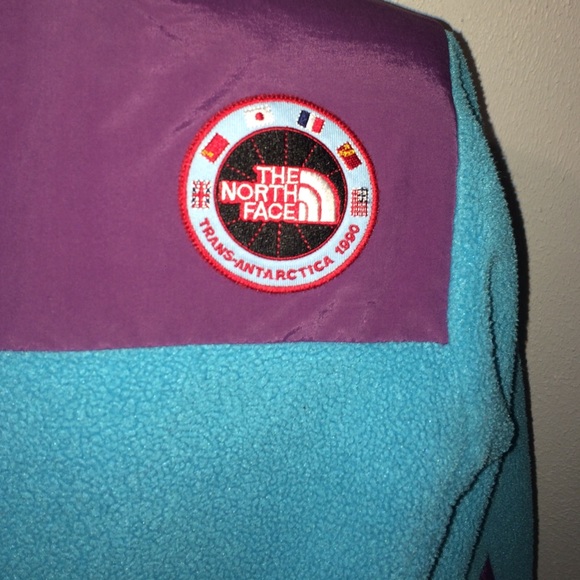 THE
NORTH
FACE
TRANS-ANTARCTICA 1990